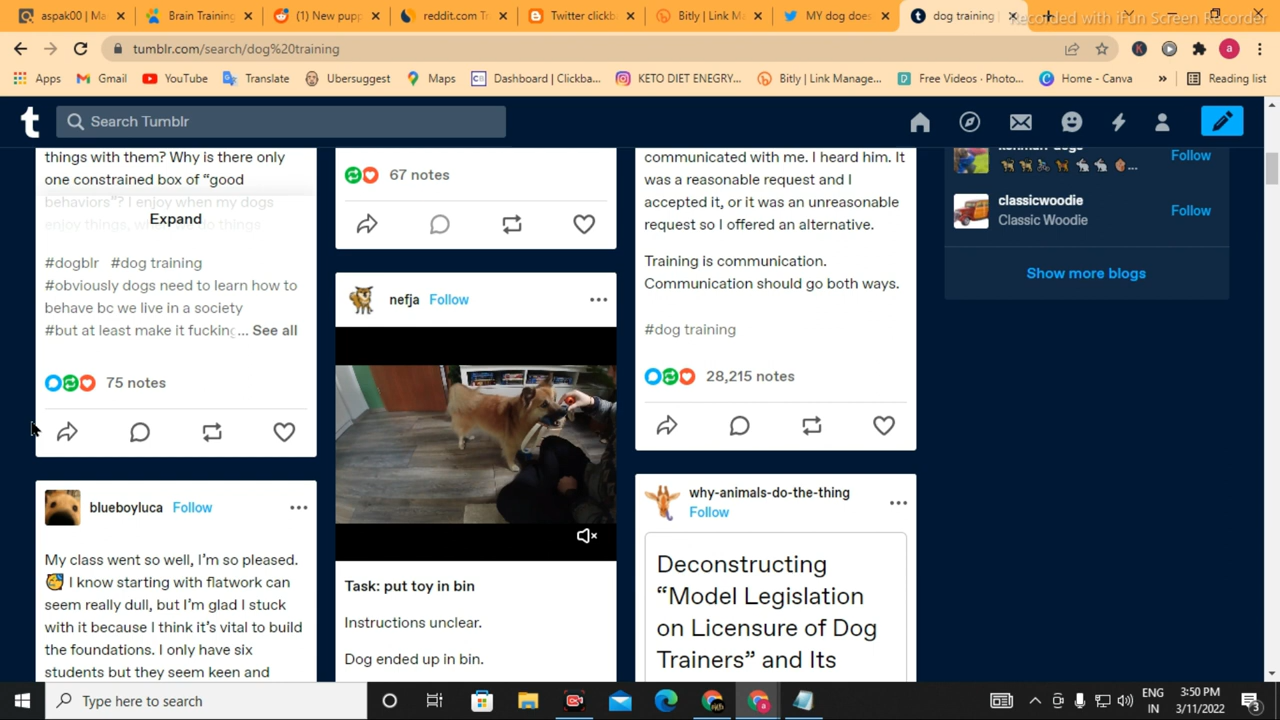 aspak00 | Ma
Brain Training
(1) New pupp
reddit.com Tr
Twitter clickb
Bitly | Link M
MY dog does
dog training |
Recorded with iFun Screen Recorder
tumblr.com/search/dog%20training
Apps
Gmail
YouTube
Translate
Ubersuggest
Maps
Dashboard | Clickba...
KETO DIET ENEGRY...
Bitly | Link Manage...
Free Videos · Photo...
Home - Canva
»
Reading list
t
Search Tumblr
things with them? Why is there only
one constrained box of “good
behaviors”? I enjoy when my dogs
Expand
#dogblr #dog training
#obviously dogs need to learn how to
behave bc we live in a society
#but at least make it fucking... See all
75 notes
blueboyluca Follow
My class went so well, I’m so pleased.
I know starting with flatwork can
seem really dull, but I’m glad I stuck
with it because I think it’s vital to build
the foundations. I only have six
students but they seem keen and
67 notes
nefja Follow
Task: put toy in bin
Instructions unclear.
Dog ended up in bin.
communicated with me. I heard him. It
was a reasonable request and I
accepted it, or it was an unreasonable
request so I offered an alternative.
Training is communication.
Communication should go both ways.
#dog training
28,215 notes
why-animals-do-the-thing
Follow
Deconstructing
“Model Legislation
on Licensure of Dog
Trainers” and Its
Follow
classicwoodie
Classic Woodie
Follow
Show more blogs
Type here to search
ENG
IN
3:50 PM
3/11/2022
3